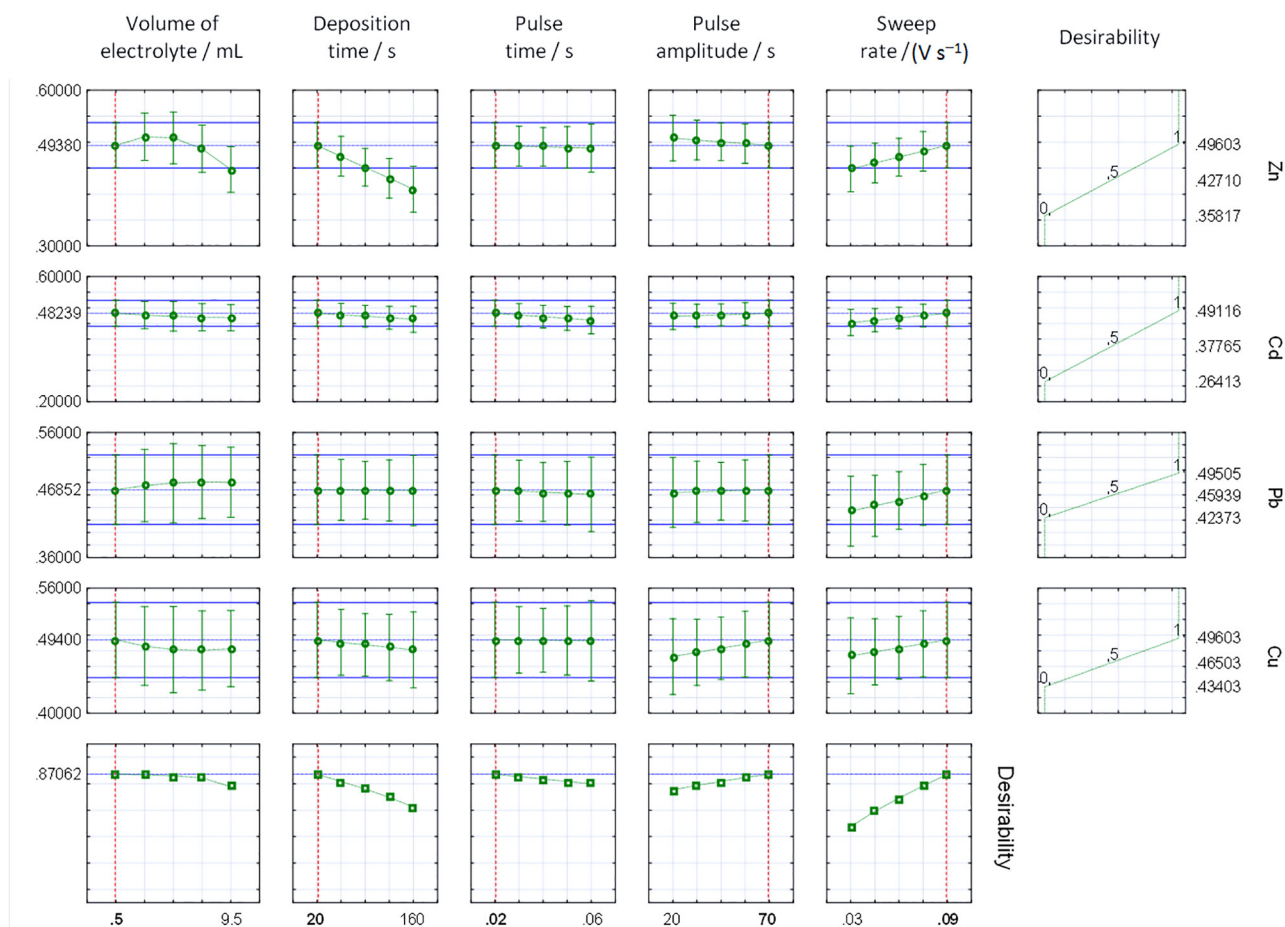 Volume of
electrolyte / mL
Deposition
time / s
Pulse
time / s
Pulse
amplitude / s
Sweep
rate / (V s⁻¹)
Desirability
.60000
.49380
.30000
0,
,5
1,
.49603
.42710
.35817
Zn
.60000
.48239
.20000
0,
,5
1,
.49116
.37765
.26413
Cd
.56000
.46852
.36000
0,
,5
1,
.49505
.45939
.42373
Pb
.56000
.49400
.40000
0,
,5
1,
.49603
.46503
.43403
Cu
.87062
Desirability
.5 9.5 20 160 .02 .06 20 70 .03 .09